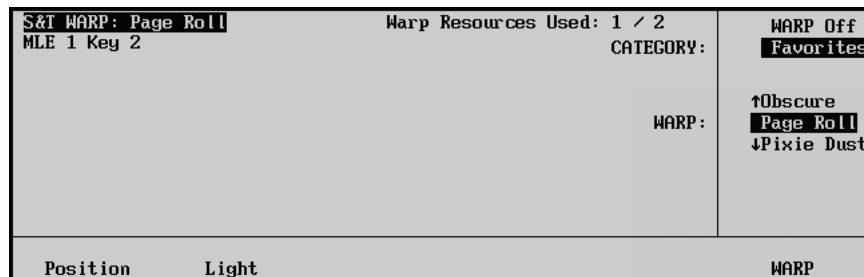 S&T WARP: Page Roll Warp Resources Used: 1 / 2 WARP Off
MLE 1 Key 2 CATEGORY: Favorites
↑Obscure
WARP: Page Roll
↓Pixie Dust
Position Light WARP